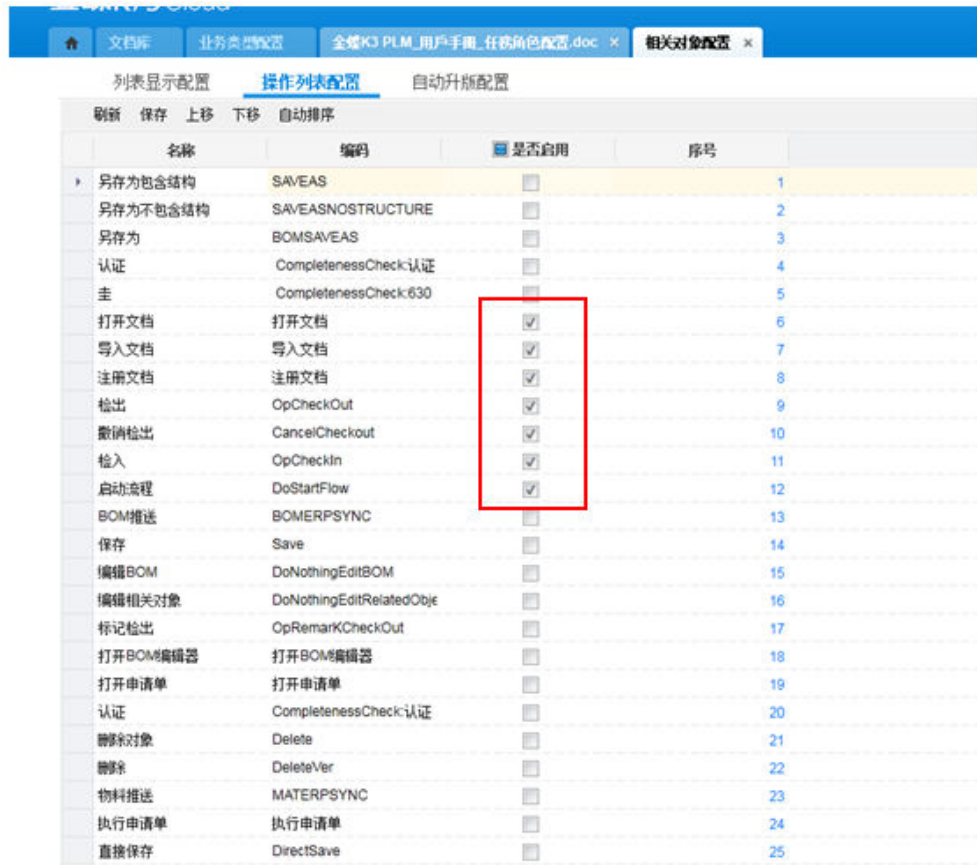 文档库 业务类型配置 金蝶K3 PLM_用户手册_任务角色配置.doc × 相关对象配置 ×
列表显示配置 操作列表配置 自动升版配置
刷新 保存 上移 下移 自动排序
名称 编码 是否启用 序号
另存为包含结构 SAVEAS 1
另存为不包含结构 SAVEASNOSTRUCTURE 2
另存为 BOMSAVEAS 3
认证 CompletenessCheck:认证 4
圭 CompletenessCheck:630 5
打开文档 打开文档 6
导入文档 导入文档 7
注册文档 注册文档 8
检出 OpCheckOut 9
撤销检出 CancelCheckout 10
检入 OpCheckIn 11
启动流程 DoStartFlow 12
BOM推送 BOMERPSYNC 13
保存 Save 14
编辑BOM DoNothingEditBOM 15
编辑相关对象 DoNothingEditRelatedObje 16
标记检出 OpRemarKCheckOut 17
打开BOM编辑器 打开BOM编辑器 18
打开申请单 打开申请单 19
认证 CompletenessCheck:认证 20
删除对象 Delete 21
删除 DeleteVer 22
物料推送 MATERPSYNC 23
执行申请单 执行申请单 24
直接保存 DirectSave 25